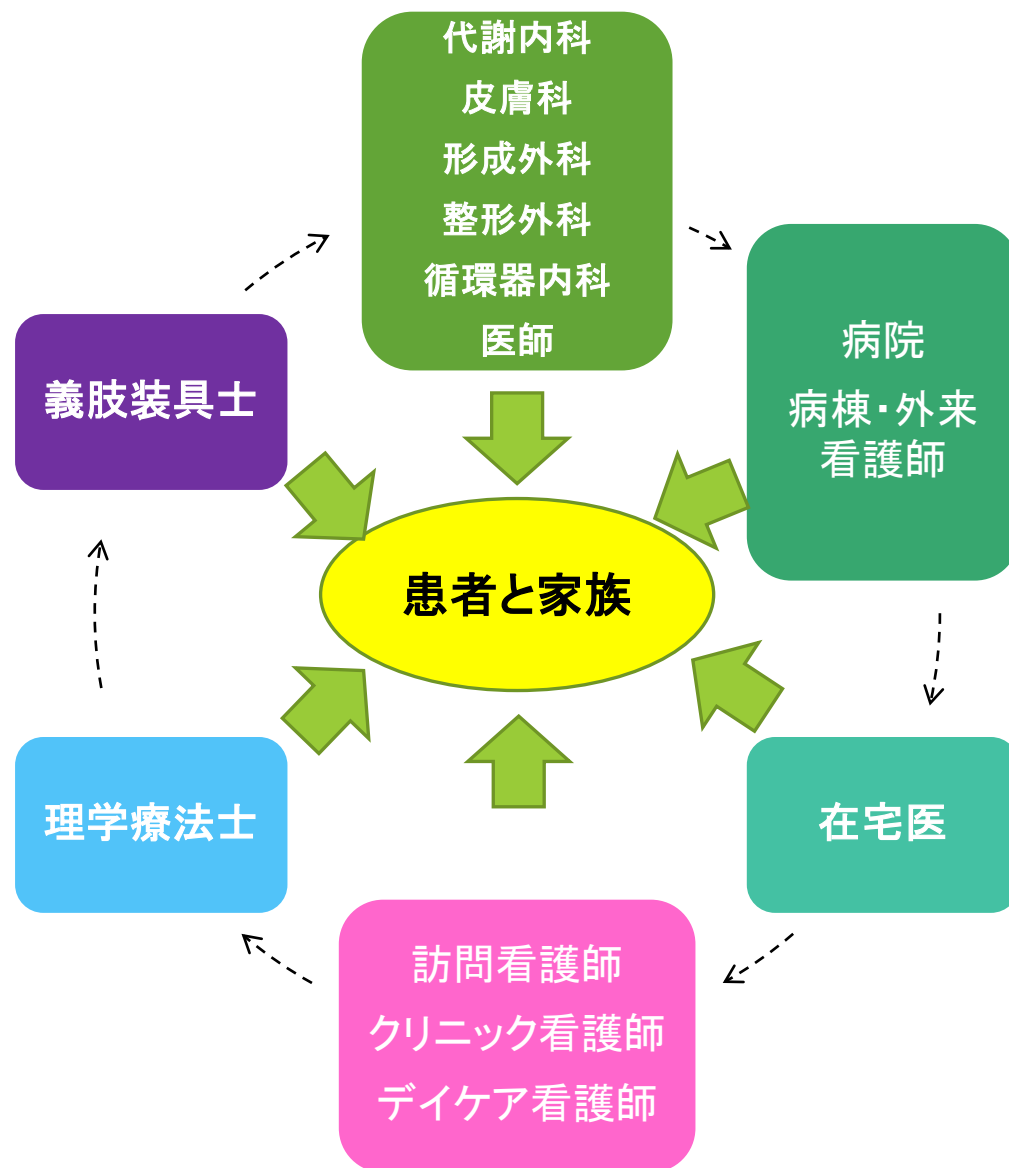 代謝内科
皮膚科
形成外科
整形外科
循環器内科
医師
病院
病棟・外来
看護師
義肢装具士
患者と家族
理学療法士
在宅医
訪問看護師
クリニック看護師
デイケア看護師